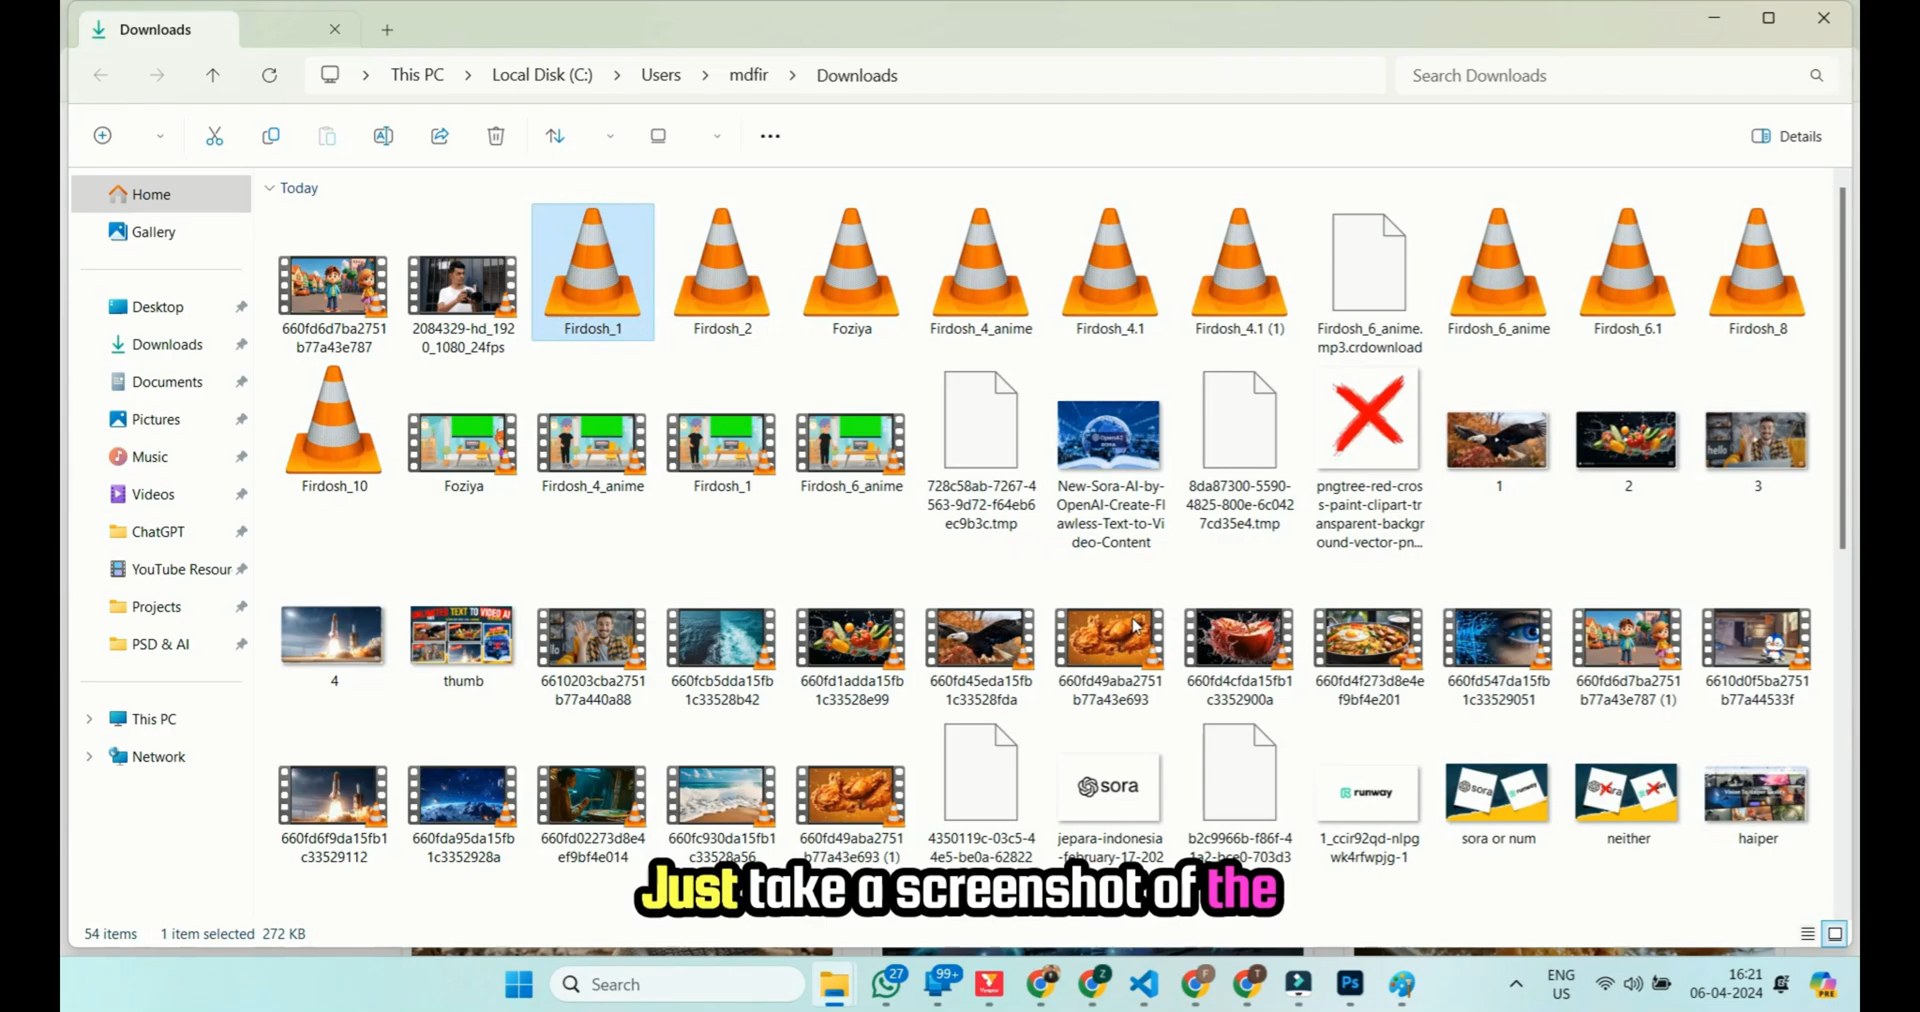 Downloads
This PC
Local Disk (C:)
Users
mdfir
Downloads
Search Downloads
Details
Home
Gallery
Desktop
Downloads
Documents
Pictures
Music
Videos
ChatGPT
YouTube Resour
Projects
PSD & AI
This PC
Network
Today
660fd6d7ba2751
b77a43e787
2084329-hd_192
0_1080_24fps
Firdosh_1
Firdosh_2
Foziya
Firdosh_4_anime
Firdosh_4.1
Firdosh_4.1 (1)
Firdosh_6_anime.
mp3.crdownload
Firdosh_6_anime
Firdosh_6.1
Firdosh_8
Firdosh_10
Foziya
Firdosh_4_anime
Firdosh_1
Firdosh_6_anime
728c58ab-7267-4
563-9d72-f64eb6
ec9b3c.tmp
New-Sora-AI-by-
OpenAI-Create-Fl
awless-Text-to-Vi
deo-Content
8da87300-5590-
4825-800e-6c042
7cd35e4.tmp
pngtree-red-cros
s-paint-clipart-tr
ansparent-backgr
ound-vector-pn...
1
2
3
4
thumb
6610203cba2751
b77a440a88
660fcb5dda15fb
1c33528b42
660fd1adda15fb
1c33528e99
660fd45eda15fb
1c33528fda
660fd49aba2751
b77a43e693
660fd4cfda15fb1
c3352900a
660fd4f273d8e4e
f9bf4e201
660fd547da15fb
1c33529051
660fd6d7ba2751
b77a43e787 (1)
6610d0f5ba2751
b77a44533f
sora
runway
660fd6f9da15fb1
c33529112
660fda95da15fb
1c3352928a
660fd02273d8e4
ef9bf4e014
660fc930da15fb1
c33528a56
660fd49aba2751
b77a43e693 (1)
4350119c-03c5-4
4e5-be0a-62822
jepara-indonesia
-february-17-202
b2c9966b-f86f-4
1a2-bce0-703d3
1_ccir92qd-nlpg
wk4rfwpjg-1
sora or num
neither
haiper
Just take a screenshot of the
54 items
1 item selected 272 KB
Search
27
99+
ENG
US
16:21
06-04-2024